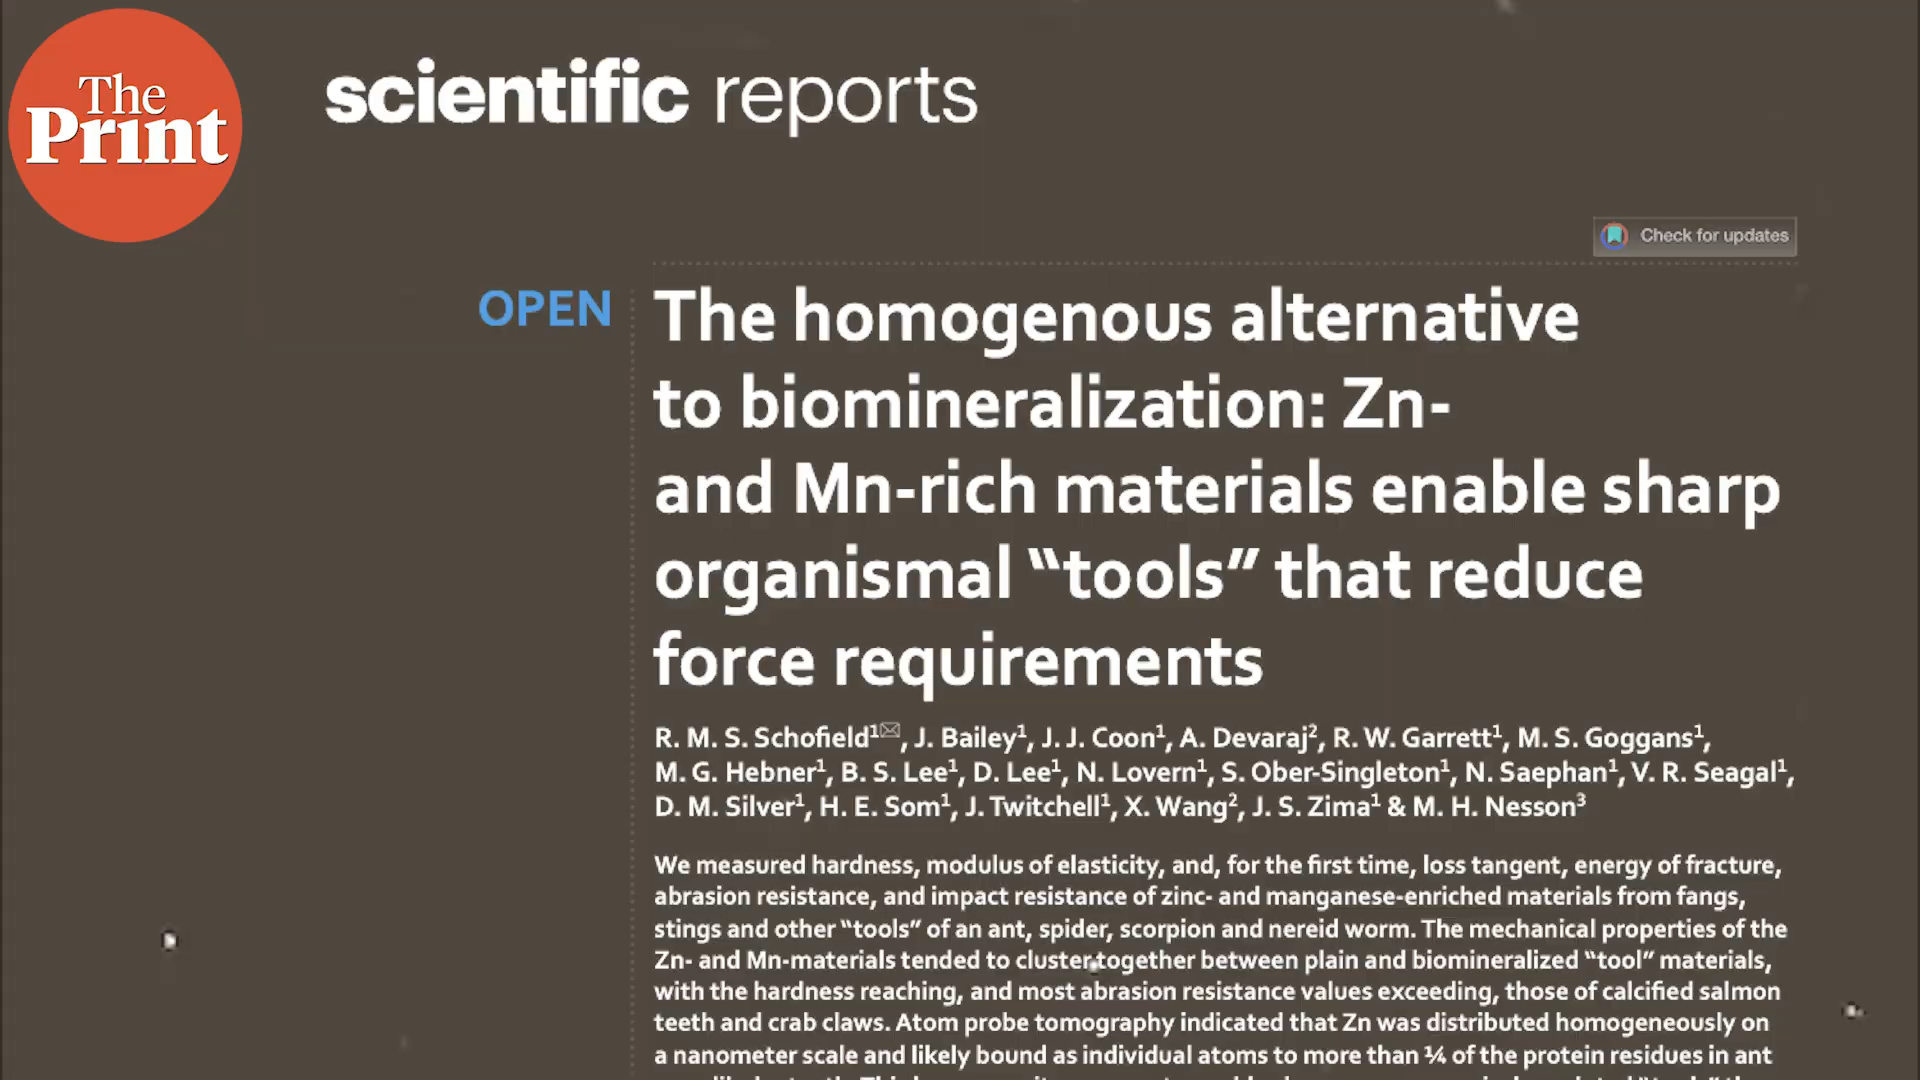 The
Print
scientific reports
Check for updates
OPEN
The homogenous alternative
to biomineralization: Zn-
and Mn-rich materials enable sharp
organismal “tools” that reduce
force requirements
R. M. S. Schofield¹✉, J. Bailey¹, J. J. Coon¹, A. Devaraj², R. W. Garrett¹, M. S. Goggans¹,
M. G. Hebner¹, B. S. Lee¹, D. Lee¹, N. Lovern¹, S. Ober-Singleton¹, N. Saephan¹, V. R. Seagal¹,
D. M. Silver¹, H. E. Som¹, J. Twitchell¹, X. Wang², J. S. Zima¹ & M. H. Nesson³
We measured hardness, modulus of elasticity, and, for the first time, loss tangent, energy of fracture,
abrasion resistance, and impact resistance of zinc- and manganese-enriched materials from fangs,
stings and other “tools” of an ant, spider, scorpion and nereid worm. The mechanical properties of the
Zn- and Mn-materials tended to cluster together between plain and biomineralized “tool” materials,
with the hardness reaching, and most abrasion resistance values exceeding, those of calcified salmon
teeth and crab claws. Atom probe tomography indicated that Zn was distributed homogeneously on
a nanometer scale and likely bound as individual atoms to more than ¼ of the protein residues in ant